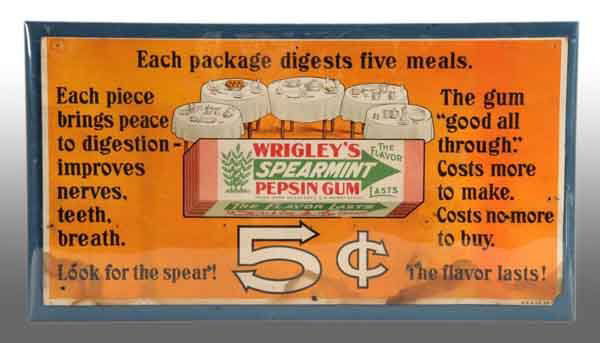 Each package digests five meals.
Each piece
brings peace
to digestion-
improves
nerves,
teeth,
breath.
Look for the spear!
WRIGLEY'S
SPEARMINT
PEPSIN GUM
THE
FLAVOR
LASTS
THE FLAVOR LASTS
5¢
The gum
"good all
through."
Costs more
to make.
Costs no more
to buy.
The flavor lasts!